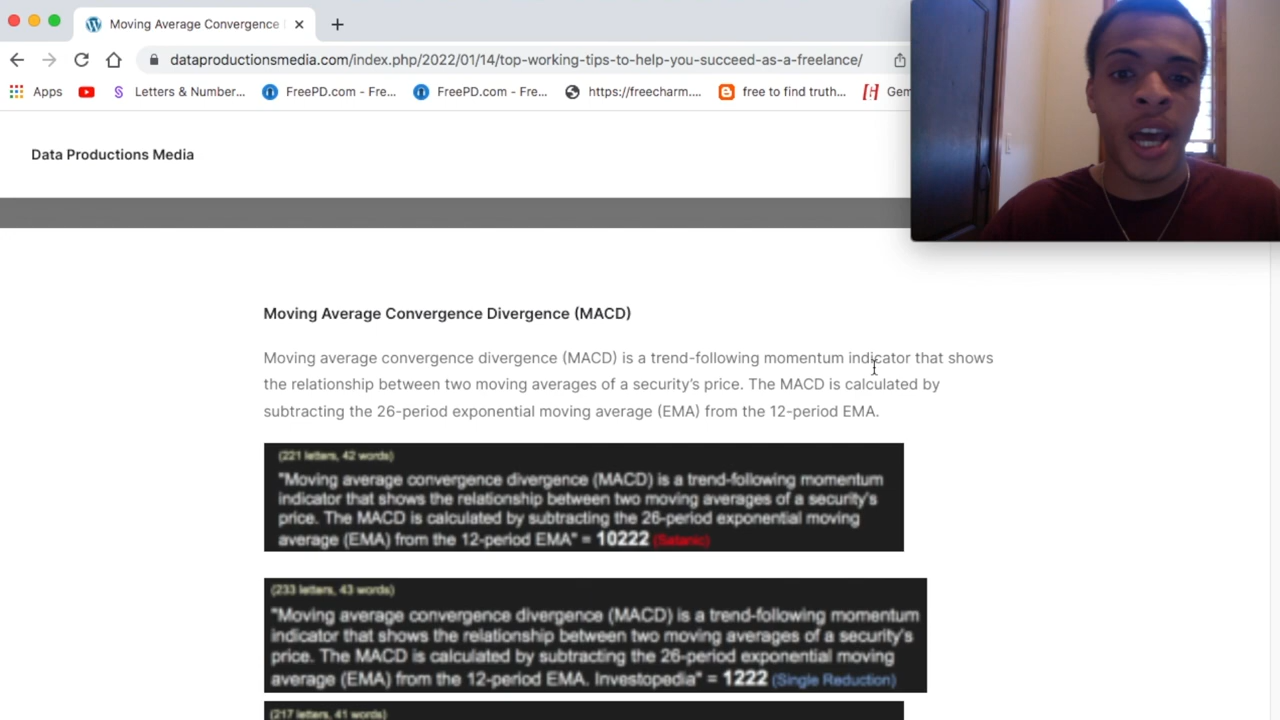 Moving Average Convergence
dataproductionsmedia.com/index.php/2022/01/14/top-working-tips-to-help-you-succeed-as-a-freelance/
Apps
Letters & Number...
FreePD.com - Fre...
FreePD.com - Fre...
https://freecharm....
free to find truth...
Gem
Data Productions Media
Moving Average Convergence Divergence (MACD)
Moving average convergence divergence (MACD) is a trend-following momentum indicator that shows
the relationship between two moving averages of a security's price. The MACD is calculated by
subtracting the 26-period exponential moving average (EMA) from the 12-period EMA.
(221 letters, 42 words)
"Moving average convergence divergence (MACD) is a trend-following momentum
indicator that shows the relationship between two moving averages of a security's
price. The MACD is calculated by subtracting the 26-period exponential moving
average (EMA) from the 12-period EMA" = 10222 (Satanic)
(233 letters, 43 words)
"Moving average convergence divergence (MACD) is a trend-following momentum
indicator that shows the relationship between two moving averages of a security's
price. The MACD is calculated by subtracting the 26-period exponential moving
average (EMA) from the 12-period EMA. Investopedia" = 1222 (Single Reduction)
(217 letters, 41 words)